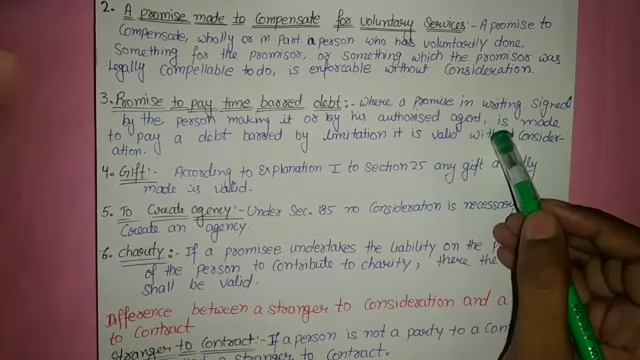 2. A promise made to Compensate for Voluntary Services:- A promise to
Compensate, wholly or in Part a person who has voluntarily done,
Something for the promisor, or something which the promisor was
legally compellable to do, is enforcable without Consideration.
3. Promise to pay time barred debt:- Where a promise in writing signed
by the person making it or by his authorised agent, is made
to pay a debt barred by limitation it is valid Consider-
ation.
4. Gift:- According to Explanation I to Section 25 any gift
made is valid.
5. To Create agency:- Under Sec. 185 no Consideration is necessary
Create an agency.
6. Charity:- If a promisee undertakes the liability on the
of the person to contribute to charity, there the
shall be valid.
Difference between a stranger to Consideration and a
to Contract
Stranger to Contract:- If a person is not a party to a
a stranger to Contract.